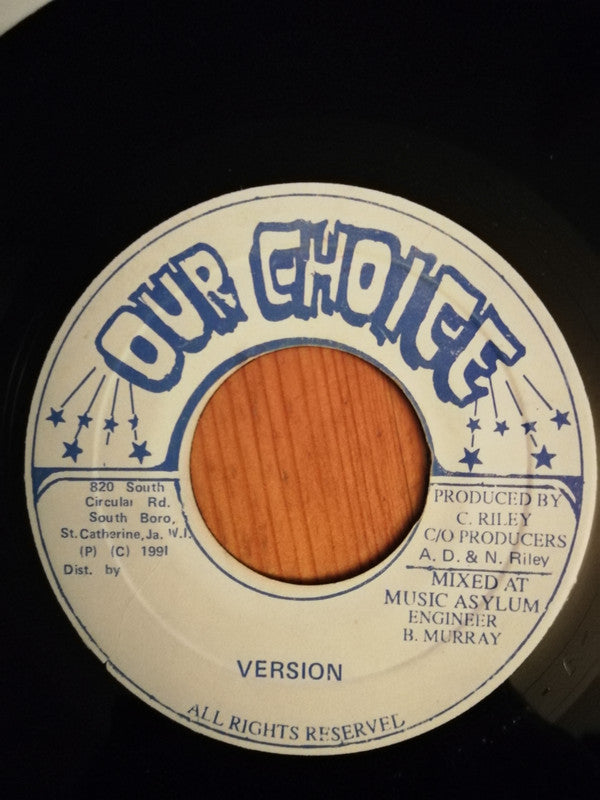 OUR CHOICE
820 South
Circular Rd.
South Boro,
St. Catherine, Ja. W.I.
(P) (C) 1991
Dist. by
PRODUCED BY
C. RILEY
C/O PRODUCERS
A. D. & N. Riley
MIXED AT
MUSIC ASYLUM
ENGINEER
B. MURRAY
VERSION
ALL RIGHTS RESERVED